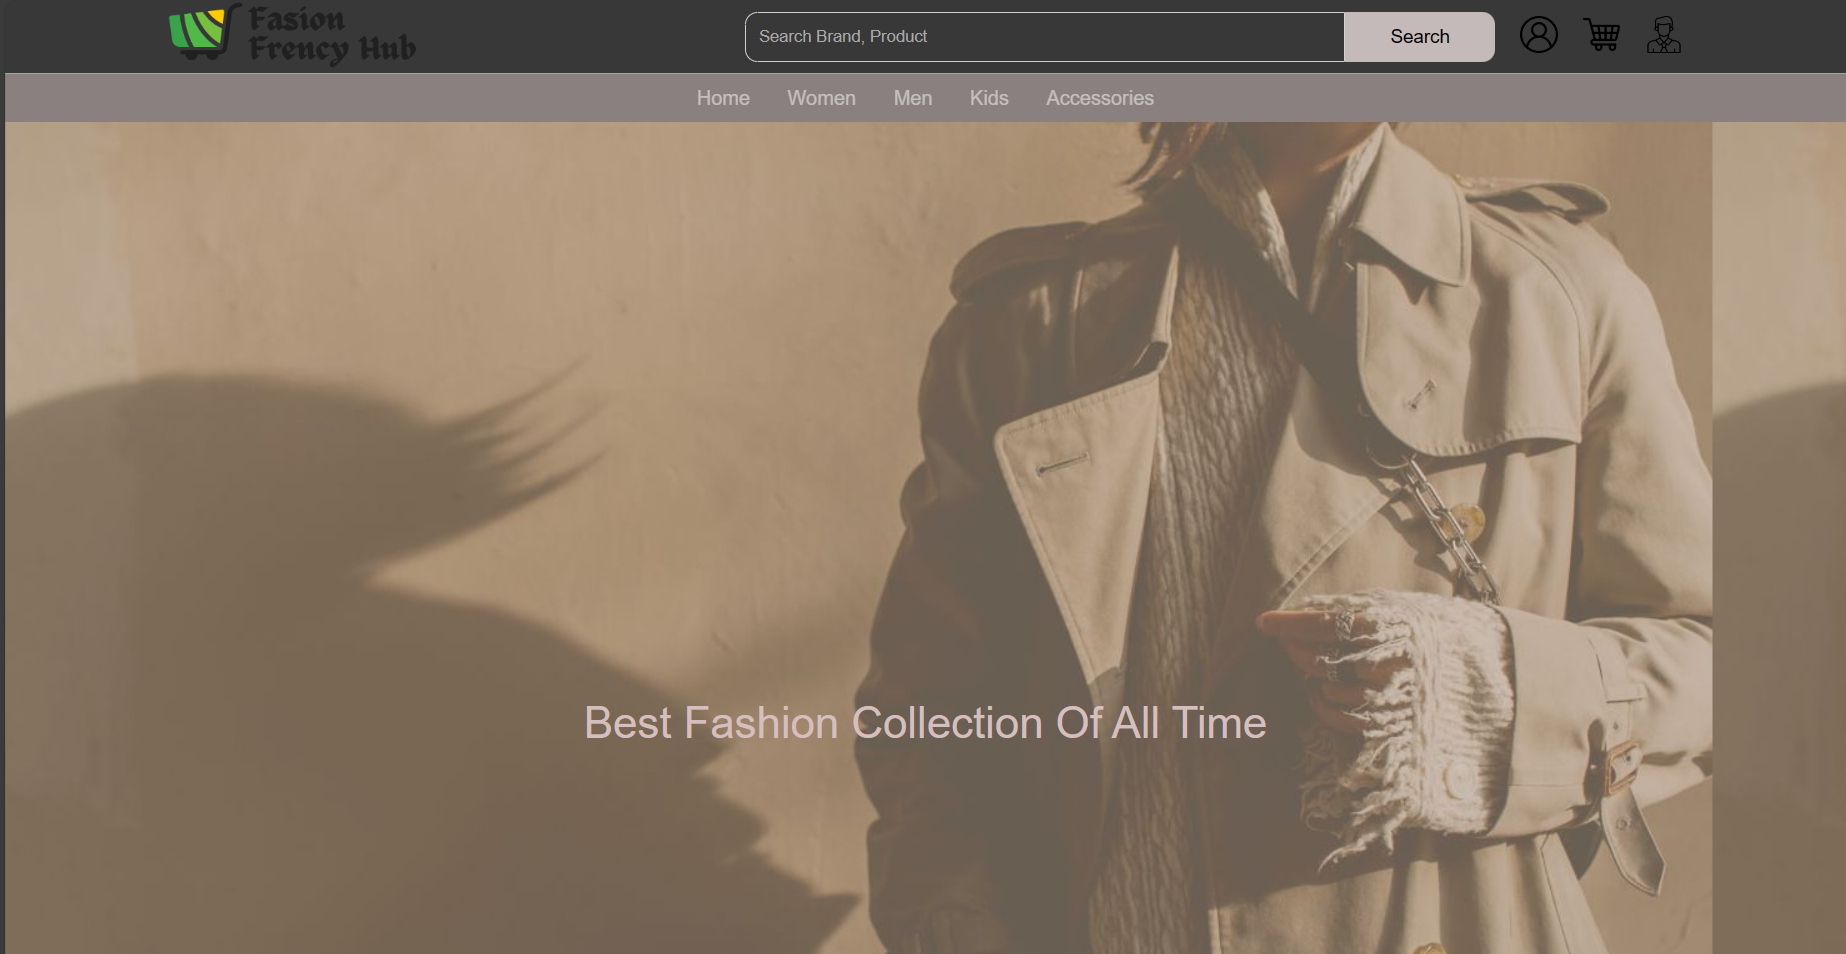 Fasion
Frency Hub
Search Brand, Product
Search
Home Women Men Kids Accessories
Best Fashion Collection Of All Time